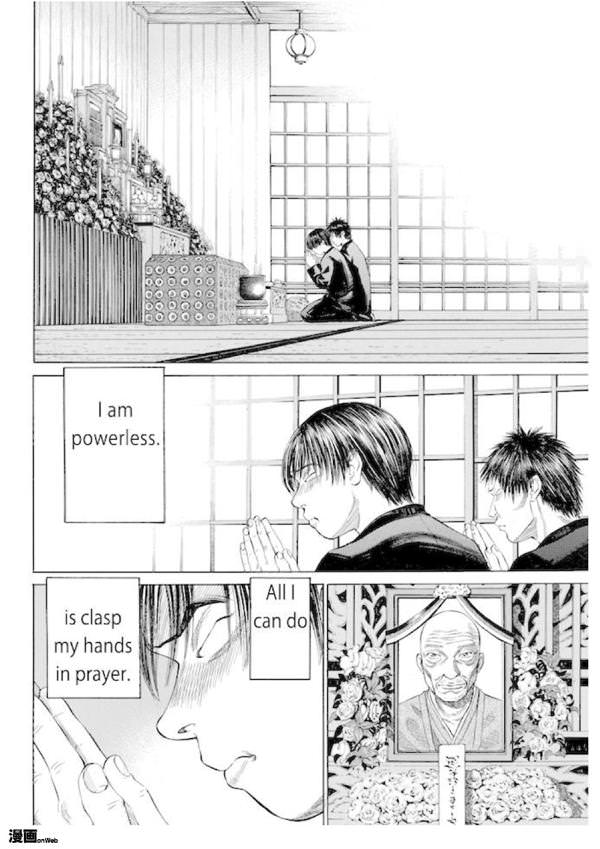 I am
powerless.
All I
can do
is clasp
my hands
in prayer.
漫画onWeb